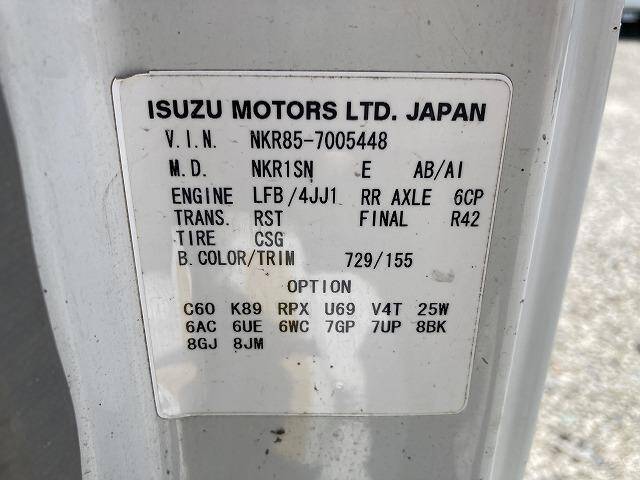 ISUZU MOTORS LTD. JAPAN
V.I.N. NKR85-7005448
M.D. NKR1SN E AB/AI
ENGINE LFB/4JJ1 RR AXLE 6CP
TRANS. RST FINAL R42
TIRE CSG
B.COLOR/TRIM 729/155
OPTION
C60 K89 RPX U69 V4T 25W
6AC 6UE 6WC 7GP 7UP 8BK
8GJ 8JM